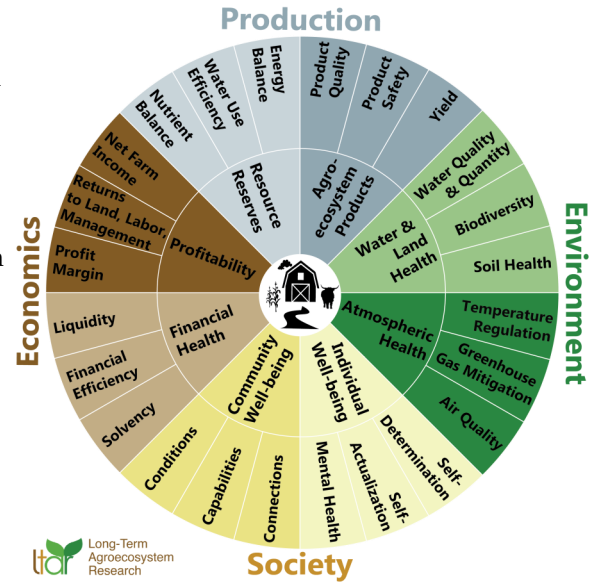 Production
Energy
Balance
Water Use
Efficiency
Nutrient
Balance
Resource
Reserves
Product
Quality
Product
Safety
Yield
Agro-
ecosystem
Products
Environment
Water Quality
& Quantity
Biodiversity
Soil Health
Water &
Land
Health
Temperature
Regulation
Greenhouse
Gas Mitigation
Air Quality
Atmospheric
Health
Society
Self-
Determination
Self-
Actualization
Mental Health
Individual
Well-being
Connections
Capabilities
Conditions
Community
Well-being
Economics
Solvency
Financial
Efficiency
Liquidity
Financial
Health
Profit
Margin
Returns
to Land, Labor,
Management
Net Farm
Income
Profitability
ltar
Long-Term
Agroecosystem
Research